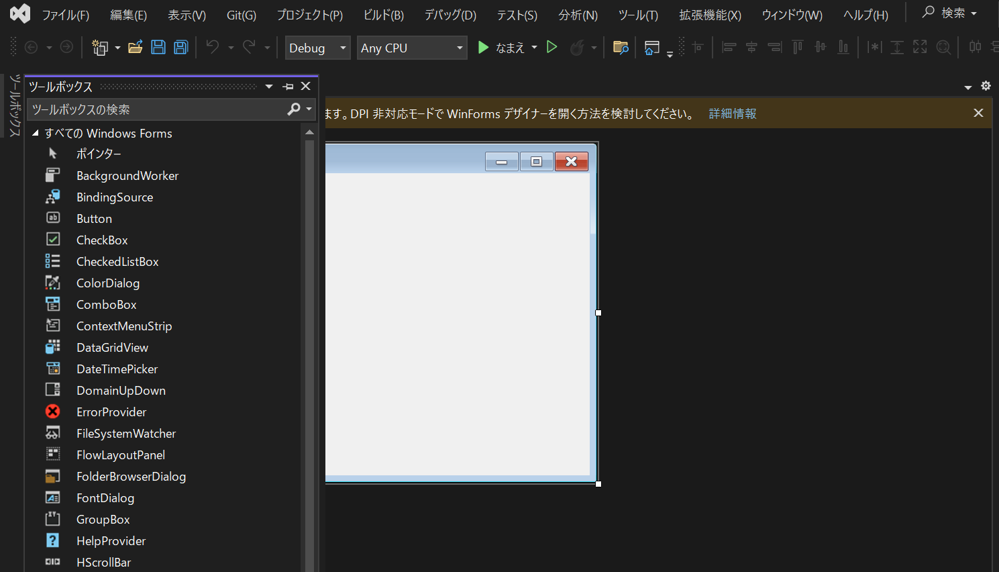 ファイル(F) 編集(E) 表示(V) Git(G) プロジェクト(P) ビルド(B) デバッグ(D) テスト(S) 分析(N) ツール(T) 拡張機能(X) ウィンドウ(W) ヘルプ(H) 検索
Debug Any CPU なまえ
ツールボックス
ツールボックス
ツールボックスの検索
ます。DPI 非対応モードで WinForms デザイナーを開く方法を検討してください。 詳細情報
すべての Windows Forms
ポインター
BackgroundWorker
BindingSource
Button
CheckBox
CheckedListBox
ColorDialog
ComboBox
ContextMenuStrip
DataGridView
DateTimePicker
DomainUpDown
ErrorProvider
FileSystemWatcher
FlowLayoutPanel
FolderBrowserDialog
FontDialog
GroupBox
HelpProvider
HScrollBar